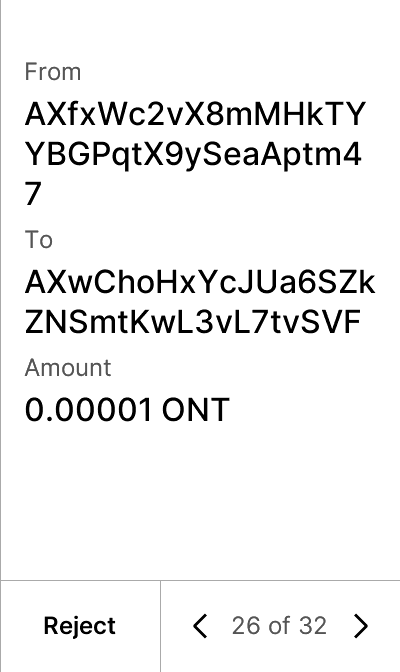 From
AXfxWc2vX8mMHkTY
YBGPqtX9ySeaAptm4
7
To
AXwChoHxYcJUa6SZk
ZNSmtKwL3vL7tvSVF
Amount
0.00001 ONT
Reject
26 of 32